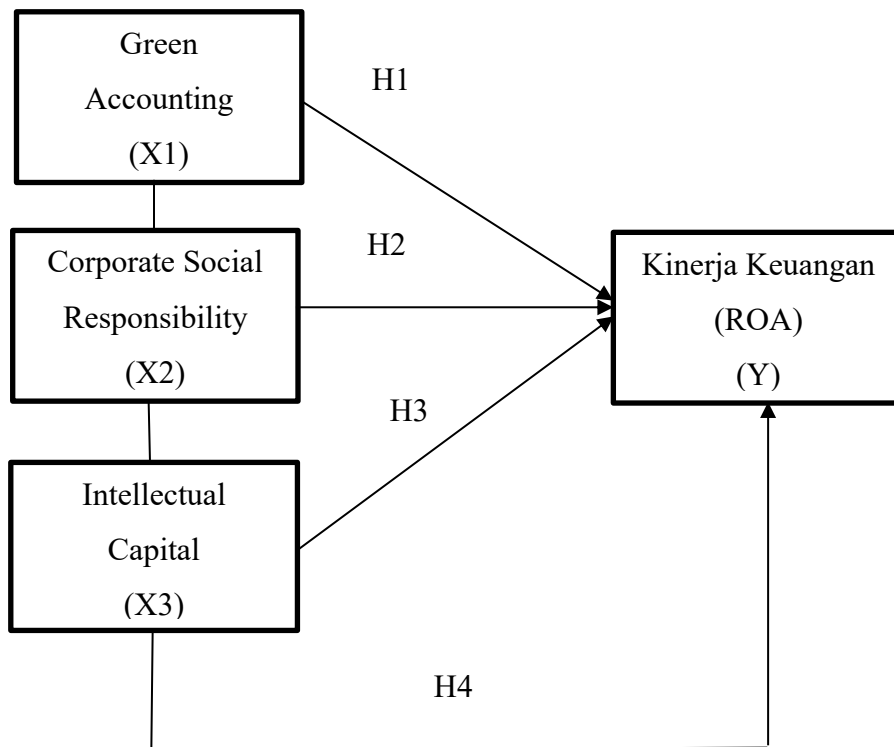 Green
Accounting
(X1)
H1
Corporate Social
Responsibility
(X2)
H2
Kinerja Keuangan
(ROA)
(Y)
H3
Intellectual
Capital
(X3)
H4